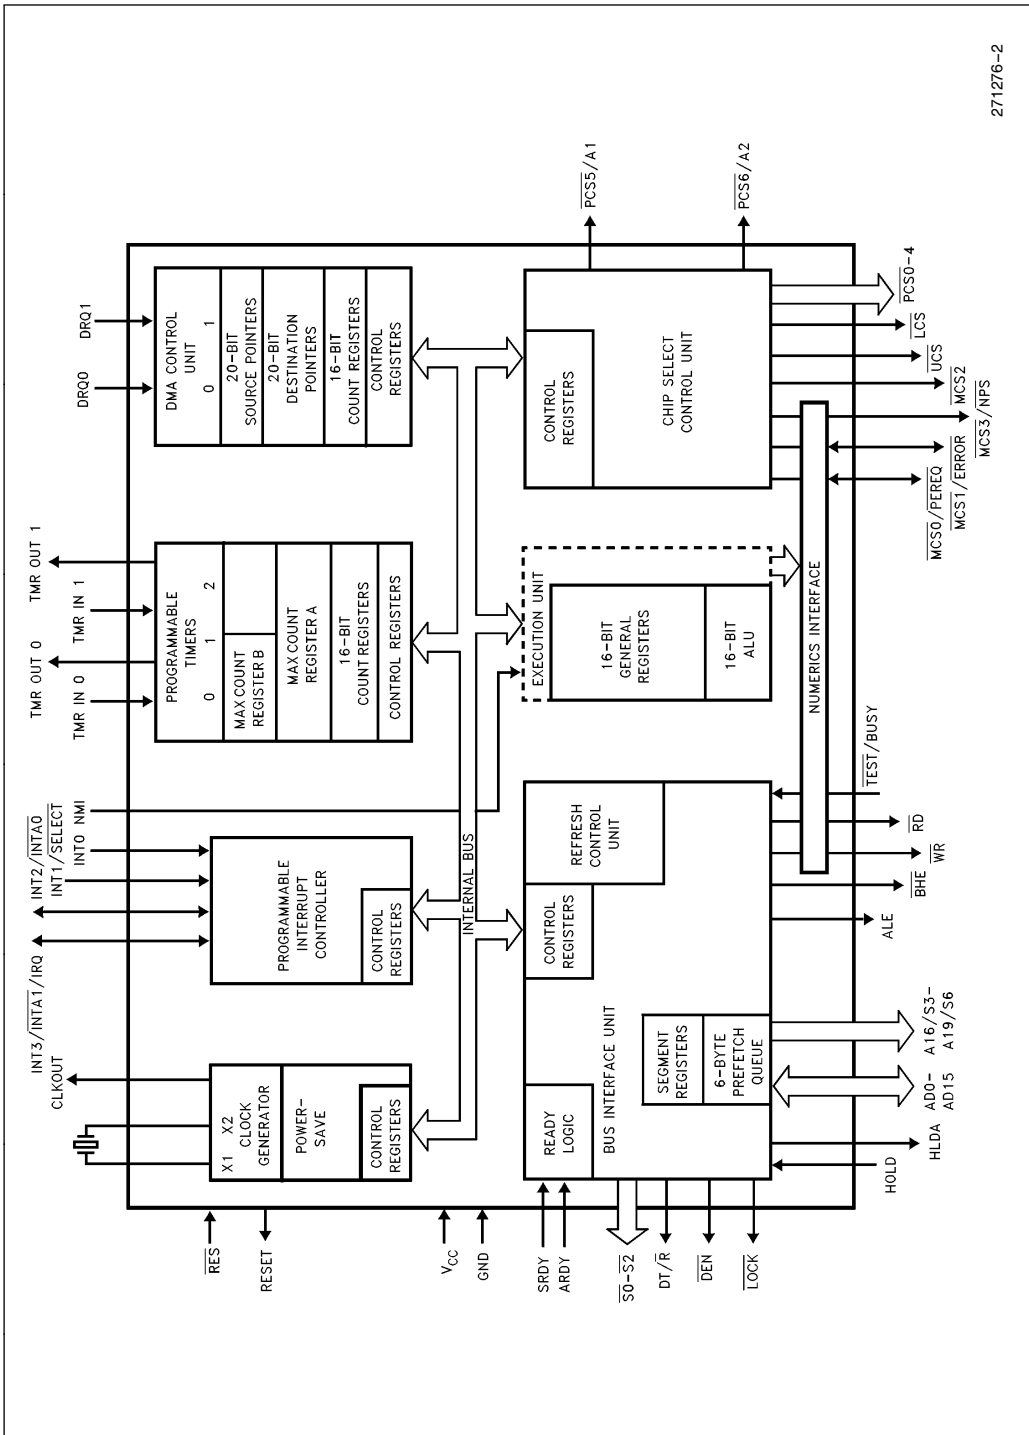 INT3/INTA1/IRQ
INT2/INTA0
INT1/SELECT
INT0 NMI
TMR OUT 0
TMR IN 0
TMR IN 1
TMR OUT 1
DRQ0
DRQ1
CLKOUT
X1 X2
CLOCK
GENERATOR
POWER-
SAVE
CONTROL
REGISTERS
PROGRAMMABLE
INTERRUPT
CONTROLLER
CONTROL
REGISTERS
PROGRAMMABLE
TIMERS
0 1 2
MAX COUNT
REGISTER B
MAX COUNT
REGISTER A
16-BIT
COUNT REGISTERS
CONTROL REGISTERS
DMA CONTROL
UNIT
0 1
20-BIT
SOURCE POINTERS
20-BIT
DESTINATION
POINTERS
16-BIT
COUNT REGISTERS
CONTROL
REGISTERS
RES
RESET
VCC
GND
INTERNAL BUS
SRDY
ARDY
S0-S2
DT/R
DEN
LOCK
READY
LOGIC
BUS INTERFACE UNIT
CONTROL
REGISTERS
REFRESH
CONTROL
UNIT
SEGMENT
REGISTERS
6-BYTE
PREFETCH
QUEUE
EXECUTION UNIT
16-BIT
GENERAL
REGISTERS
16-BIT
ALU
CONTROL
REGISTERS
CHIP SELECT
CONTROL UNIT
PCS5/A1
PCS6/A2
NUMERICS INTERFACE
HOLD
HLDA
AD0-
AD15
A16/S3-
A19/S6
ALE
BHE
WR
RD
TEST/BUSY
MCS0/PEREQ
MCS1/ERROR
MCS3/NPS
MCS2
UCS
LCS
PCS0-4
271276-2